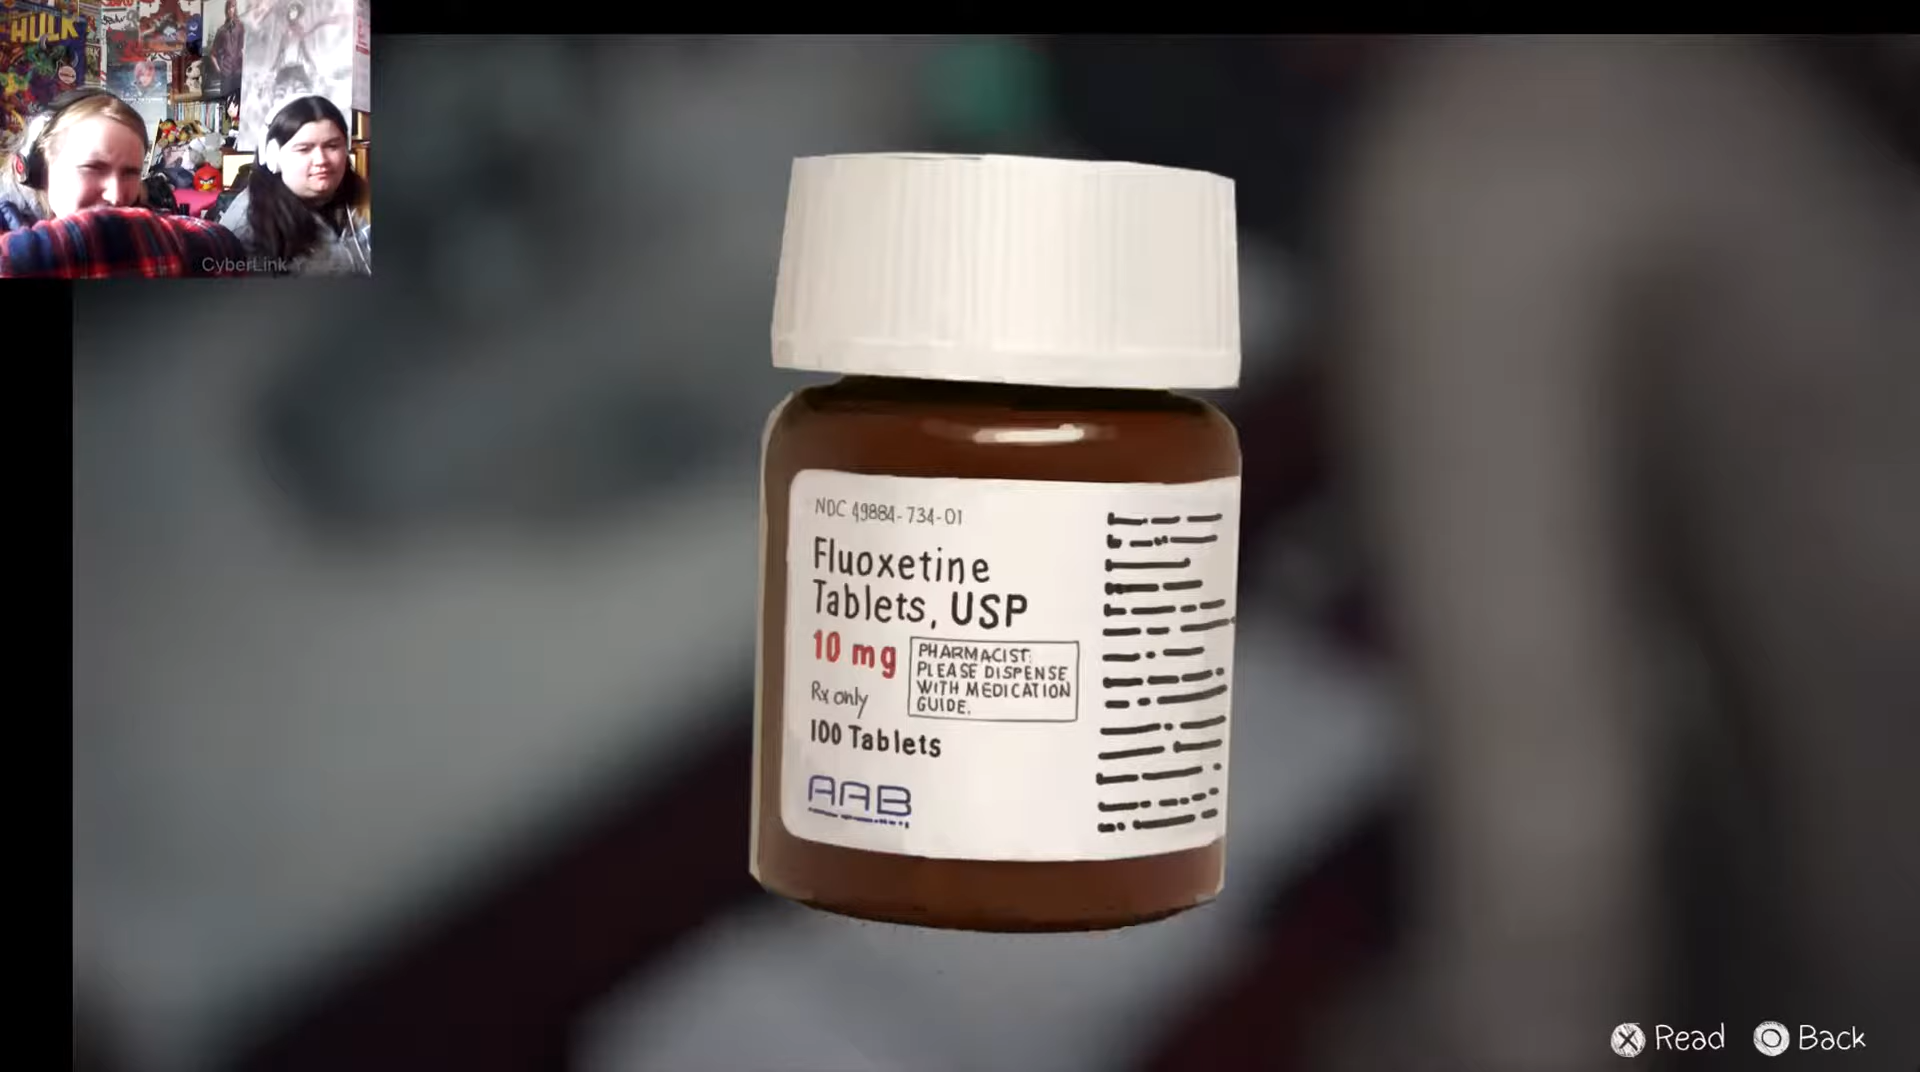 HULK
CyberLink
NDC 49884-734-01
Fluoxetine
Tablets, USP
10 mg
PHARMACIST:
PLEASE DISPENSE
WITH MEDICATION
GUIDE.
Rx only
100 Tablets
AAB
Read
Back